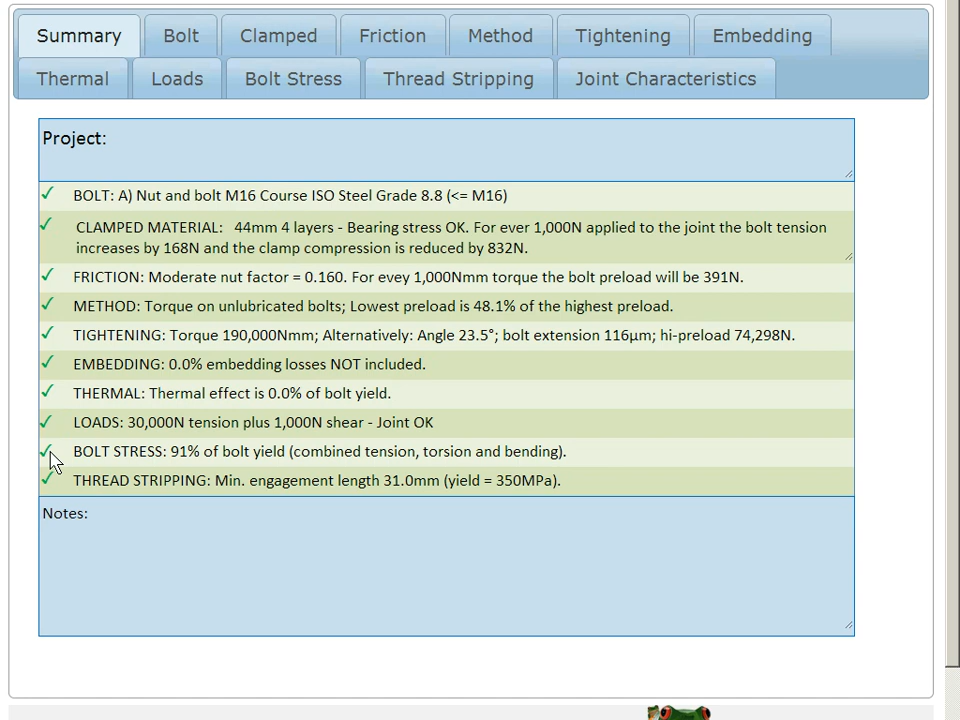 Summary Bolt Clamped Friction Method Tightening Embedding
Thermal Loads Bolt Stress Thread Stripping Joint Characteristics
Project:
✓ BOLT: A) Nut and bolt M16 Course ISO Steel Grade 8.8 (<= M16)
✓ CLAMPED MATERIAL: 44mm 4 layers - Bearing stress OK. For ever 1,000N applied to the joint the bolt tension
increases by 168N and the clamp compression is reduced by 832N.
✓ FRICTION: Moderate nut factor = 0.160. For evey 1,000Nmm torque the bolt preload will be 391N.
✓ METHOD: Torque on unlubricated bolts; Lowest preload is 48.1% of the highest preload.
✓ TIGHTENING: Torque 190,000Nmm; Alternatively: Angle 23.5°; bolt extension 116µm; hi-preload 74,298N.
✓ EMBEDDING: 0.0% embedding losses NOT included.
✓ THERMAL: Thermal effect is 0.0% of bolt yield.
✓ LOADS: 30,000N tension plus 1,000N shear - Joint OK
✓ BOLT STRESS: 91% of bolt yield (combined tension, torsion and bending).
✓ THREAD STRIPPING: Min. engagement length 31.0mm (yield = 350MPa).
Notes: